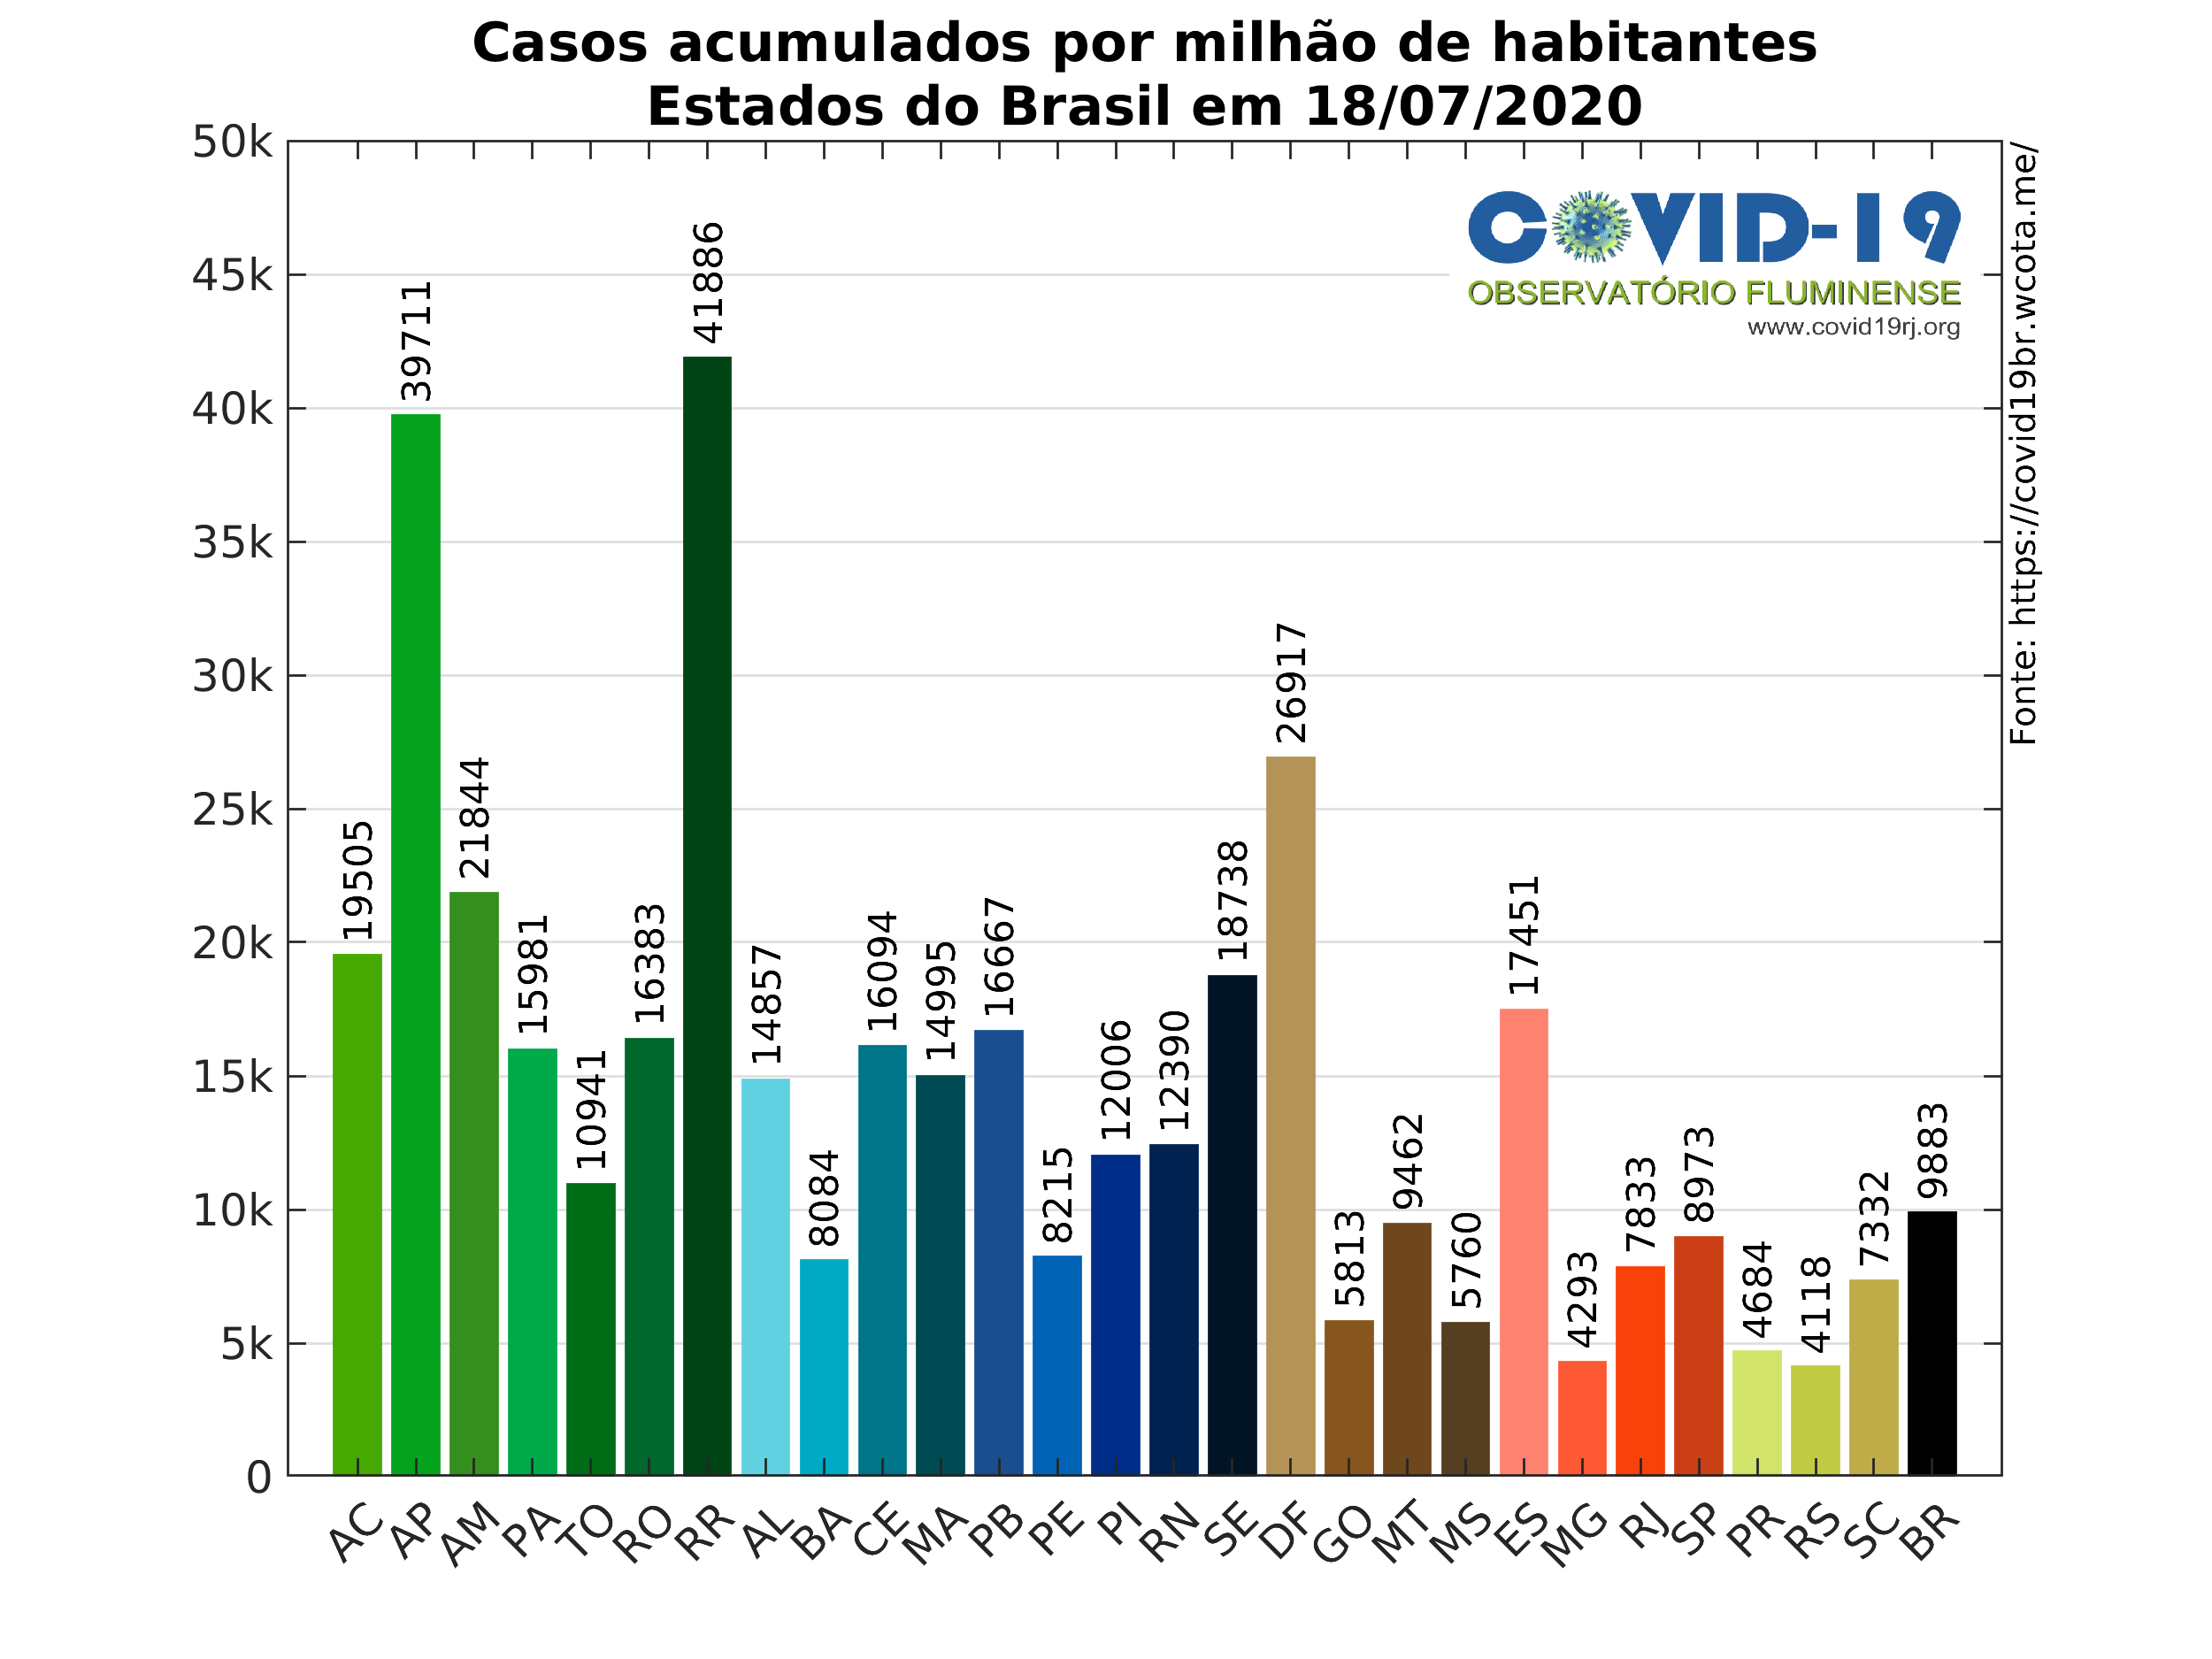 Casos acumulados por milhão de habitantes
Estados do Brasil em 18/07/2020
50k
45k
40k
35k
30k
25k
20k
15k
10k
5k
0
19505
39711
21844
15981
10941
16383
41886
14857
8084
16094
14995
16667
8215
12006
12390
18738
26917
5813
9462
5760
17451
4293
7833
8973
4684
4118
7332
9883
COVID-19
OBSERVATÓRIO FLUMINENSE
www.covid19rj.org
Fonte: https://covid19br.wcota.me/
AC AP AM PA TO RO RR AL BA CE MA PB PE PI RN SE DF GO MT MS ES MG RJ SP PR RS SC BR